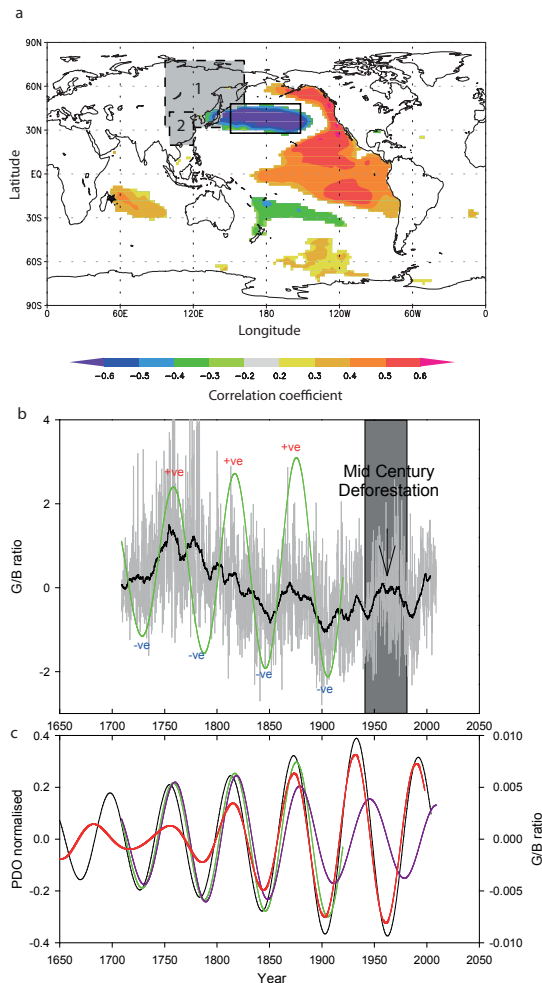 a
90N
60N
30N
EQ
30S
60S
90S
Latitude
1
2
0
60E
120E
180
120W
60W
0
Longitude
-0.6
-0.5
-0.4
-0.3
-0.2
0.2
0.3
0.4
0.5
0.6
Correlation coefficient
b
4
2
0
-2
G/B ratio
+ve
+ve
+ve
-ve
-ve
-ve
-ve
Mid Century
Deforestation
1650
1700
1750
1800
1850
1900
1950
2000
2050
c
0.4
0.2
0.0
-0.2
-0.4
PDO normalised
0.010
0.005
0.000
-0.005
-0.010
G/B ratio
1650
1700
1750
1800
1850
1900
1950
2000
2050
Year